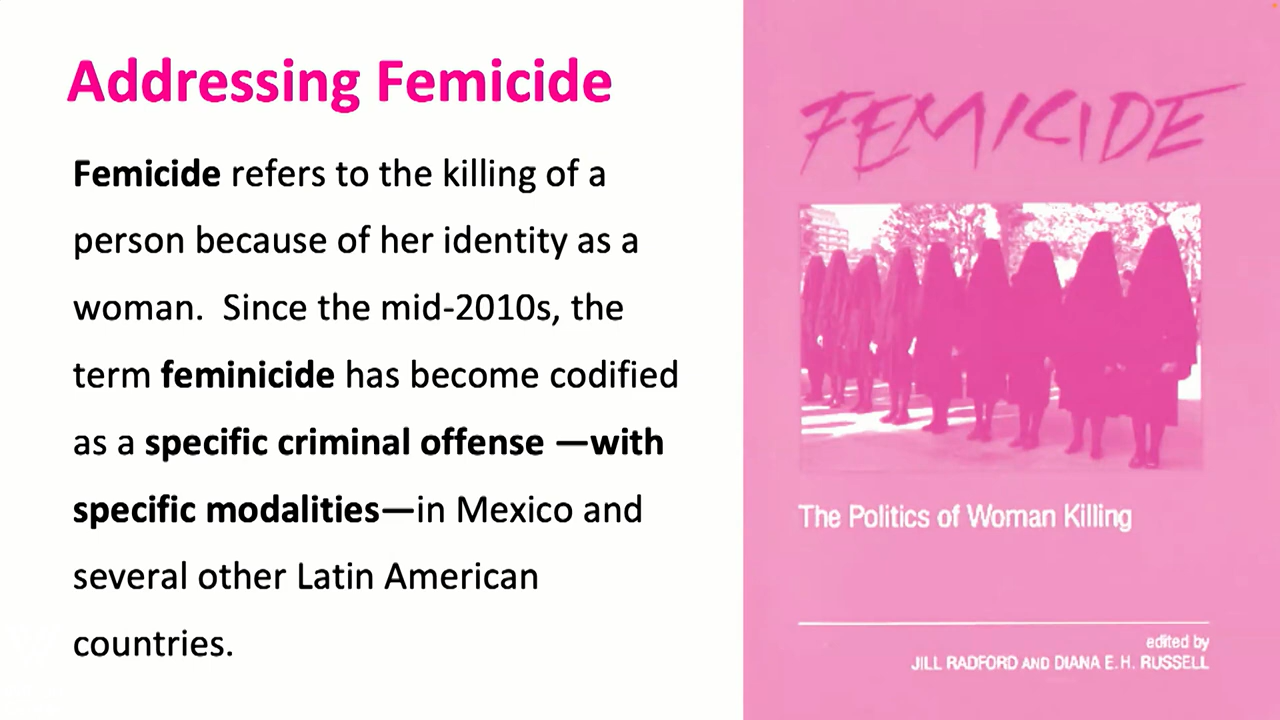 Addressing Femicide
Femicide refers to the killing of a
person because of her identity as a
woman.  Since the mid-2010s, the
term feminicide has become codified
as a specific criminal offense —with
specific modalities—in Mexico and
several other Latin American
countries.
FEMICIDE
The Politics of Woman Killing
edited by
JILL RADFORD AND DIANA E. H. RUSSELL